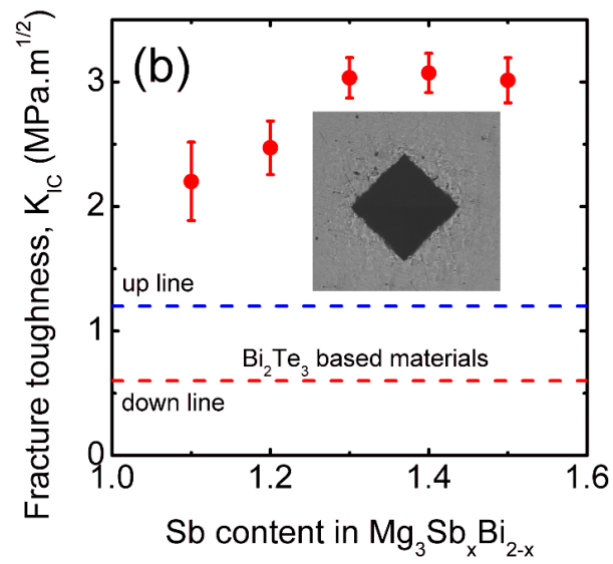 (b)
Fracture toughness, K_IC (MPa.m^1/2)
3
2
1
0
up line
Bi₂Te₃ based materials
down line
1.0 1.2 1.4 1.6
Sb content in Mg₃SbₓBi₂₋ₓ